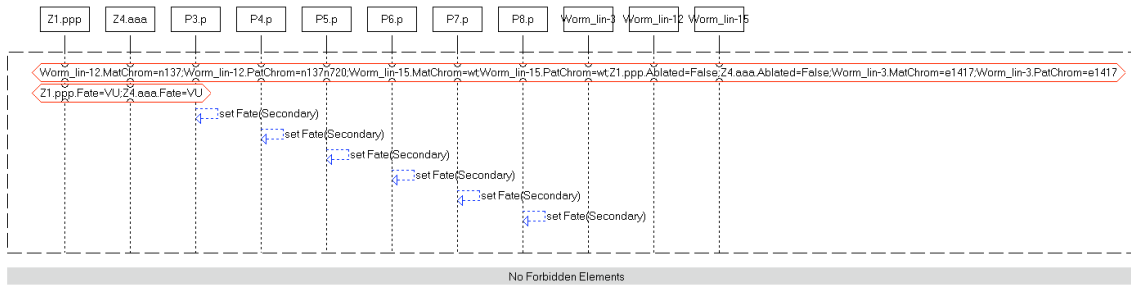 Z1.ppp Z4.aaa P3.p P4.p P5.p P6.p P7.p P8.p Worm_lin-3 Worm_lin-12 Worm_lin-15
Worm_lin-12.MatChrom=n137;Worm_lin-12.PatChrom=n137n720;Worm_lin-15.MatChrom=wt;Worm_lin-15.PatChrom=wt;Z1.ppp.Ablated=False;Z4.aaa.Ablated=False;Worm_lin-3.MatChrom=e1417;Worm_lin-3.PatChrom=e1417
Z1.ppp.Fate=VU;Z4.aaa.Fate=VU
set Fate(Secondary)
set Fate(Secondary)
set Fate(Secondary)
set Fate(Secondary)
set Fate(Secondary)
set Fate(Secondary)
No Forbidden Elements